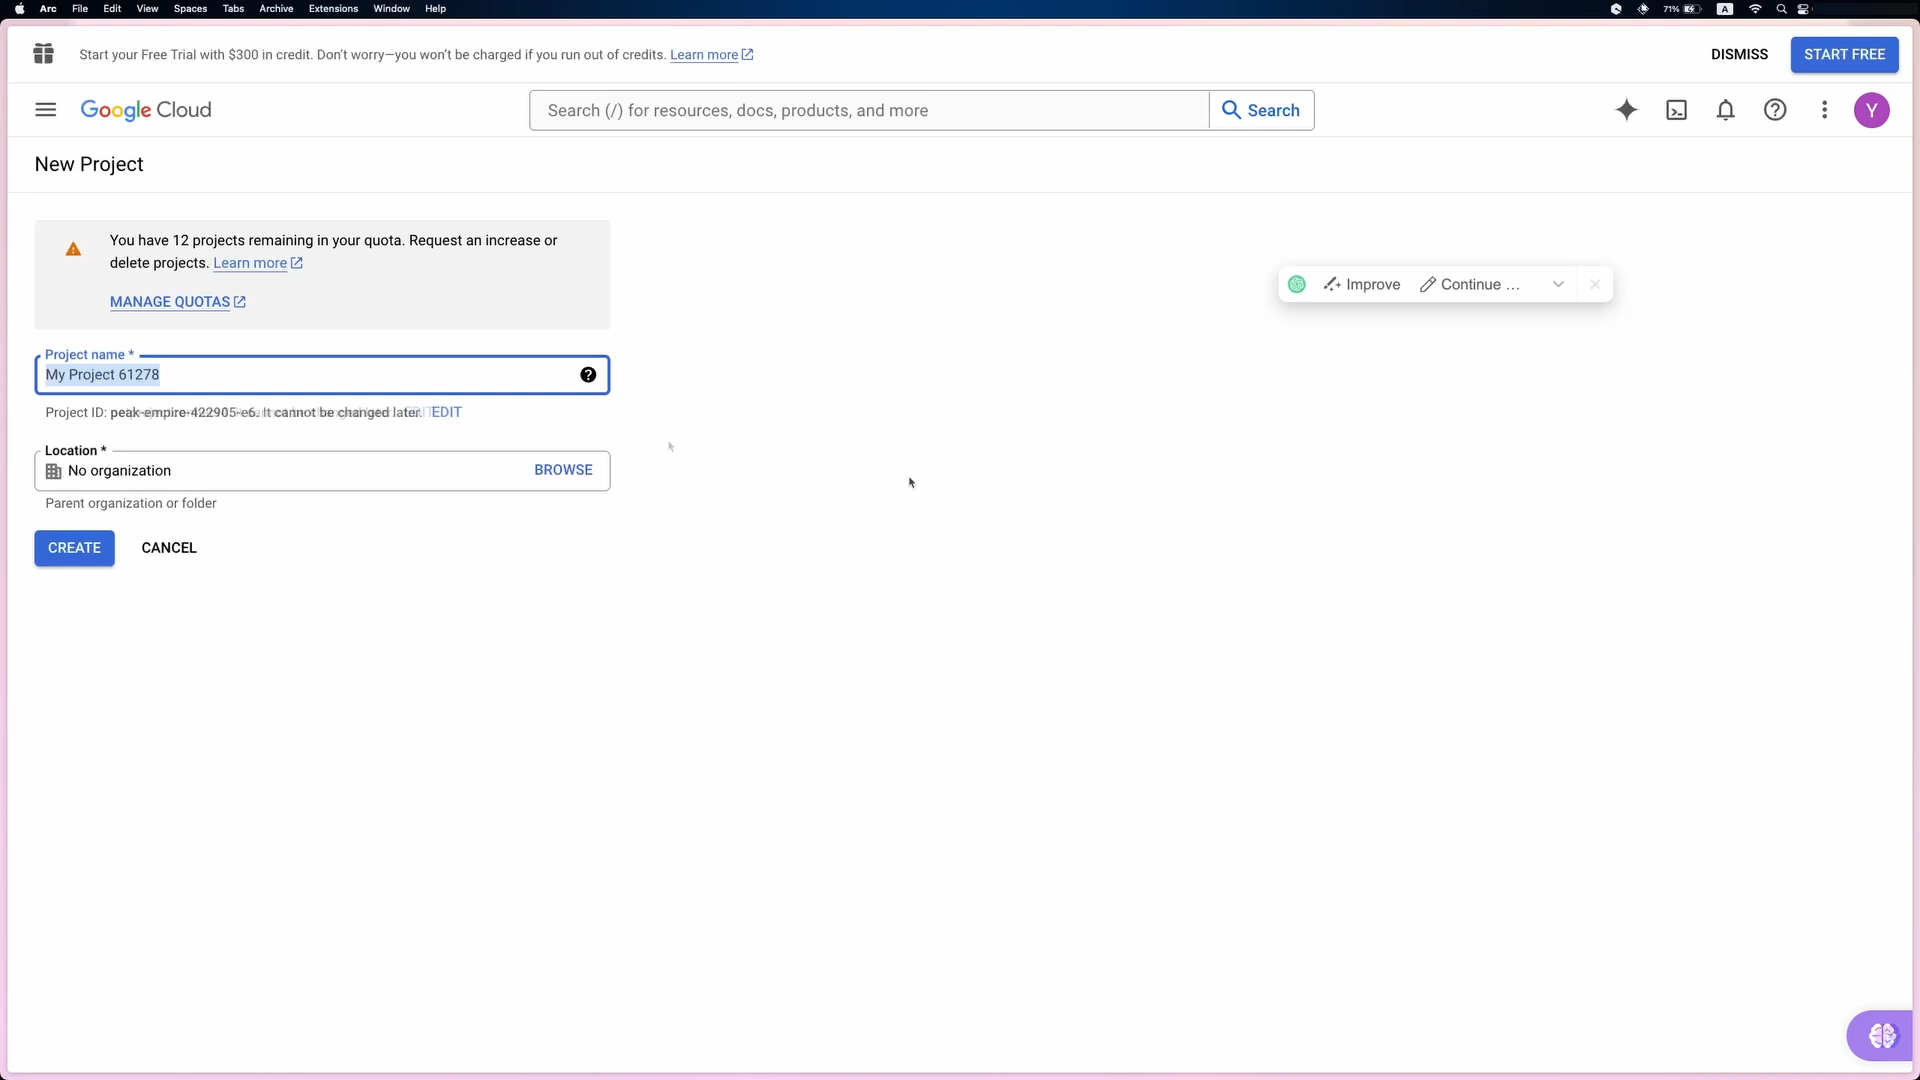 Arc File Edit View Spaces Tabs Archive Extensions Window Help 71% A
Start your Free Trial with $300 in credit. Don't worry—you won't be charged if you run out of credits. Learn more DISMISS START FREE
Google Cloud Search (/) for resources, docs, products, and more Search Y
New Project
You have 12 projects remaining in your quota. Request an increase or
delete projects. Learn more
MANAGE QUOTAS
Improve Continue ...
Project name *
My Project 61278
Project ID: peak-empire-422905-e6. It cannot be changed later. EDIT
Location *
No organization BROWSE
Parent organization or folder
CREATE CANCEL